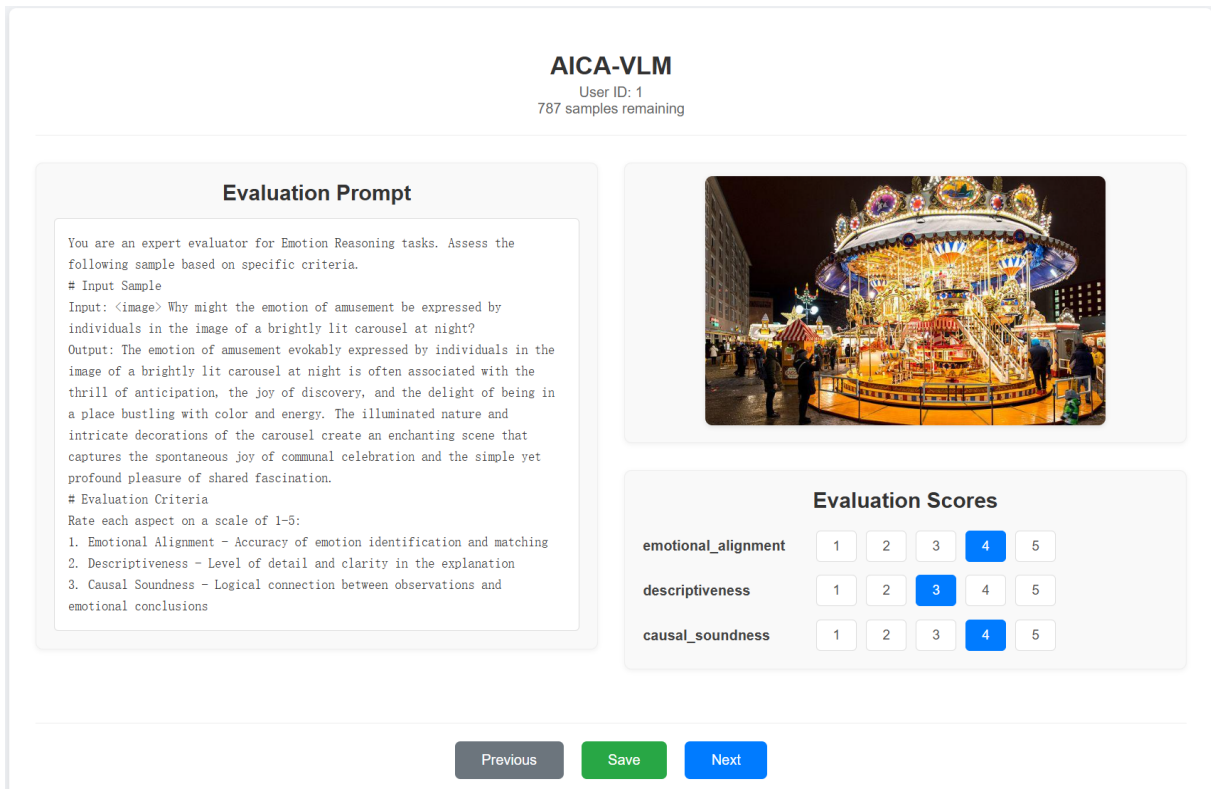 AICA-VLM
User ID: 1
787 samples remaining
Evaluation Prompt
You are an expert evaluator for Emotion Reasoning tasks. Assess the
following sample based on specific criteria.
# Input Sample
Input: <image> Why might the emotion of amusement be expressed by
individuals in the image of a brightly lit carousel at night?
Output: The emotion of amusement evokably expressed by individuals in the
image of a brightly lit carousel at night is often associated with the
thrill of anticipation, the joy of discovery, and the delight of being in
a place bustling with color and energy. The illuminated nature and
intricate decorations of the carousel create an enchanting scene that
captures the spontaneous joy of communal celebration and the simple yet
profound pleasure of shared fascination.
# Evaluation Criteria
Rate each aspect on a scale of 1-5:
1. Emotional Alignment - Accuracy of emotion identification and matching
2. Descriptiveness - Level of detail and clarity in the explanation
3. Causal Soundness - Logical connection between observations and
emotional conclusions
Evaluation Scores
emotional_alignment 1 2 3 4 5
descriptiveness 1 2 3 4 5
causal_soundness 1 2 3 4 5
Previous Save Next